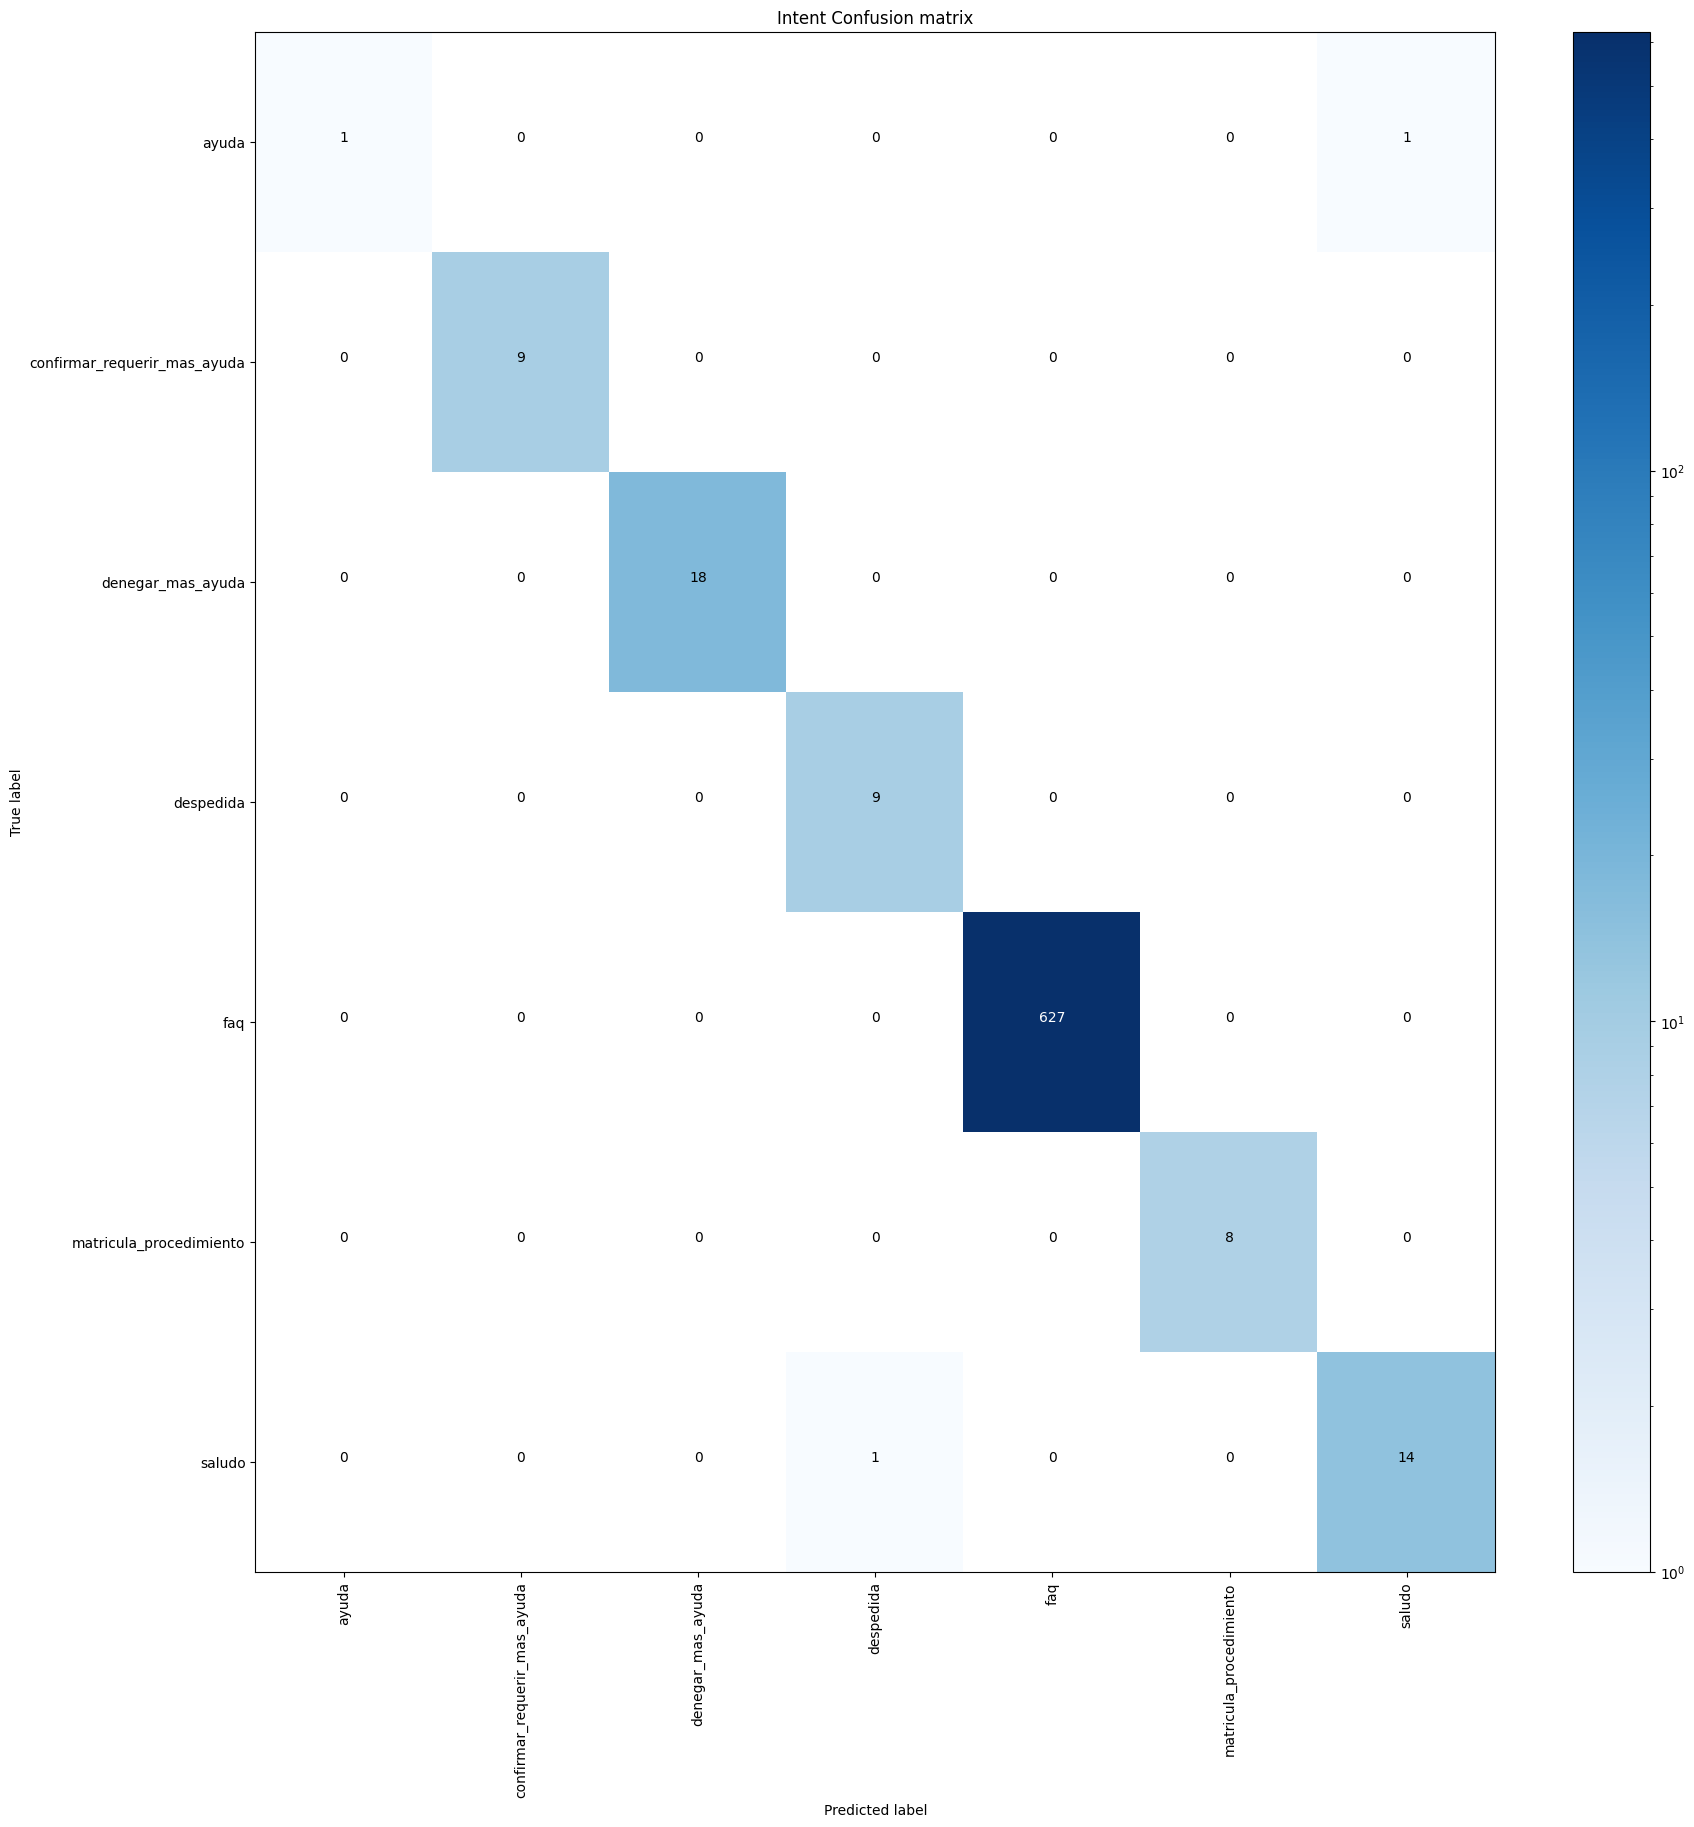 Intent Confusion matrix
ayuda 1 0 0 0 0 0 1
confirmar_requerir_mas_ayuda 0 9 0 0 0 0 0
denegar_mas_ayuda 0 0 18 0 0 0 0
despedida 0 0 0 9 0 0 0
faq 0 0 0 0 627 0 0
matricula_procedimiento 0 0 0 0 0 8 0
saludo 0 0 0 1 0 0 14
True label
ayuda
confirmar_requerir_mas_ayuda
denegar_mas_ayuda
despedida
faq
matricula_procedimiento
saludo
Predicted label
10²
10¹
10⁰